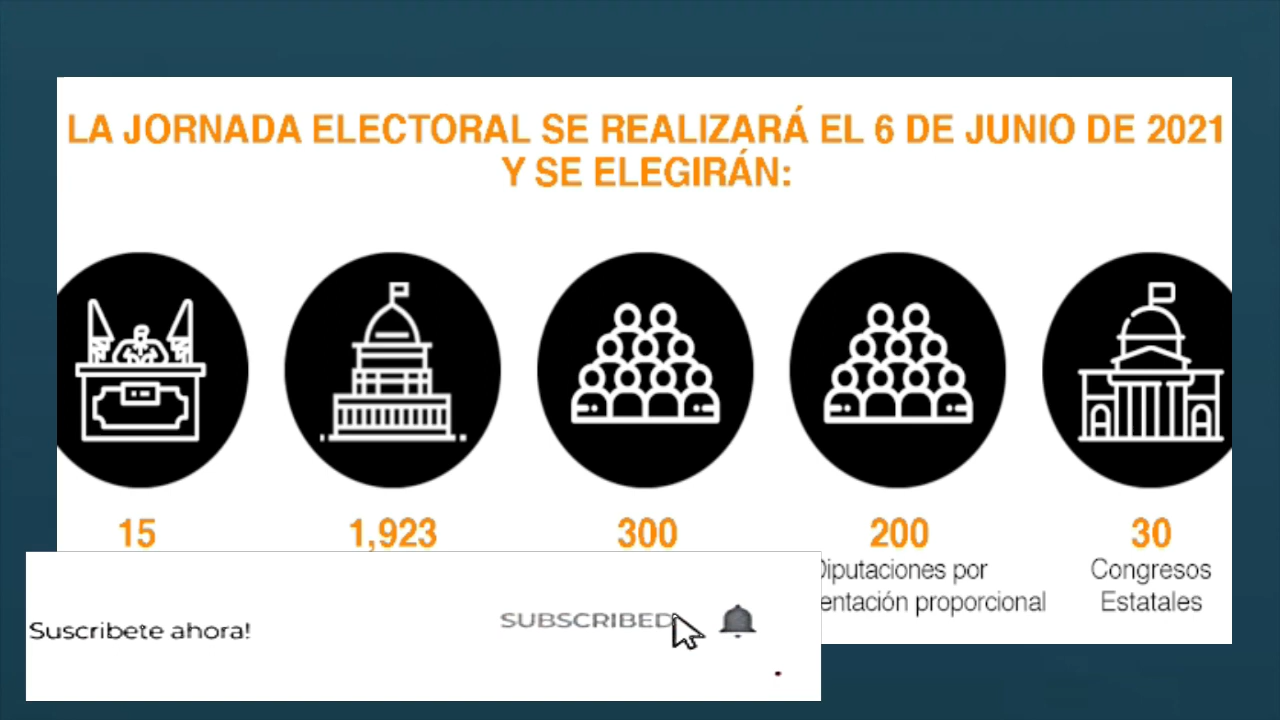 LA JORNADA ELECTORAL SE REALIZARÁ EL 6 DE JUNIO DE 2021
Y SE ELEGIRÁN:
15 1,923 300 200 30
Diputaciones por Congresos
entación proporcional Estatales
Suscribete ahora! SUBSCRIBED